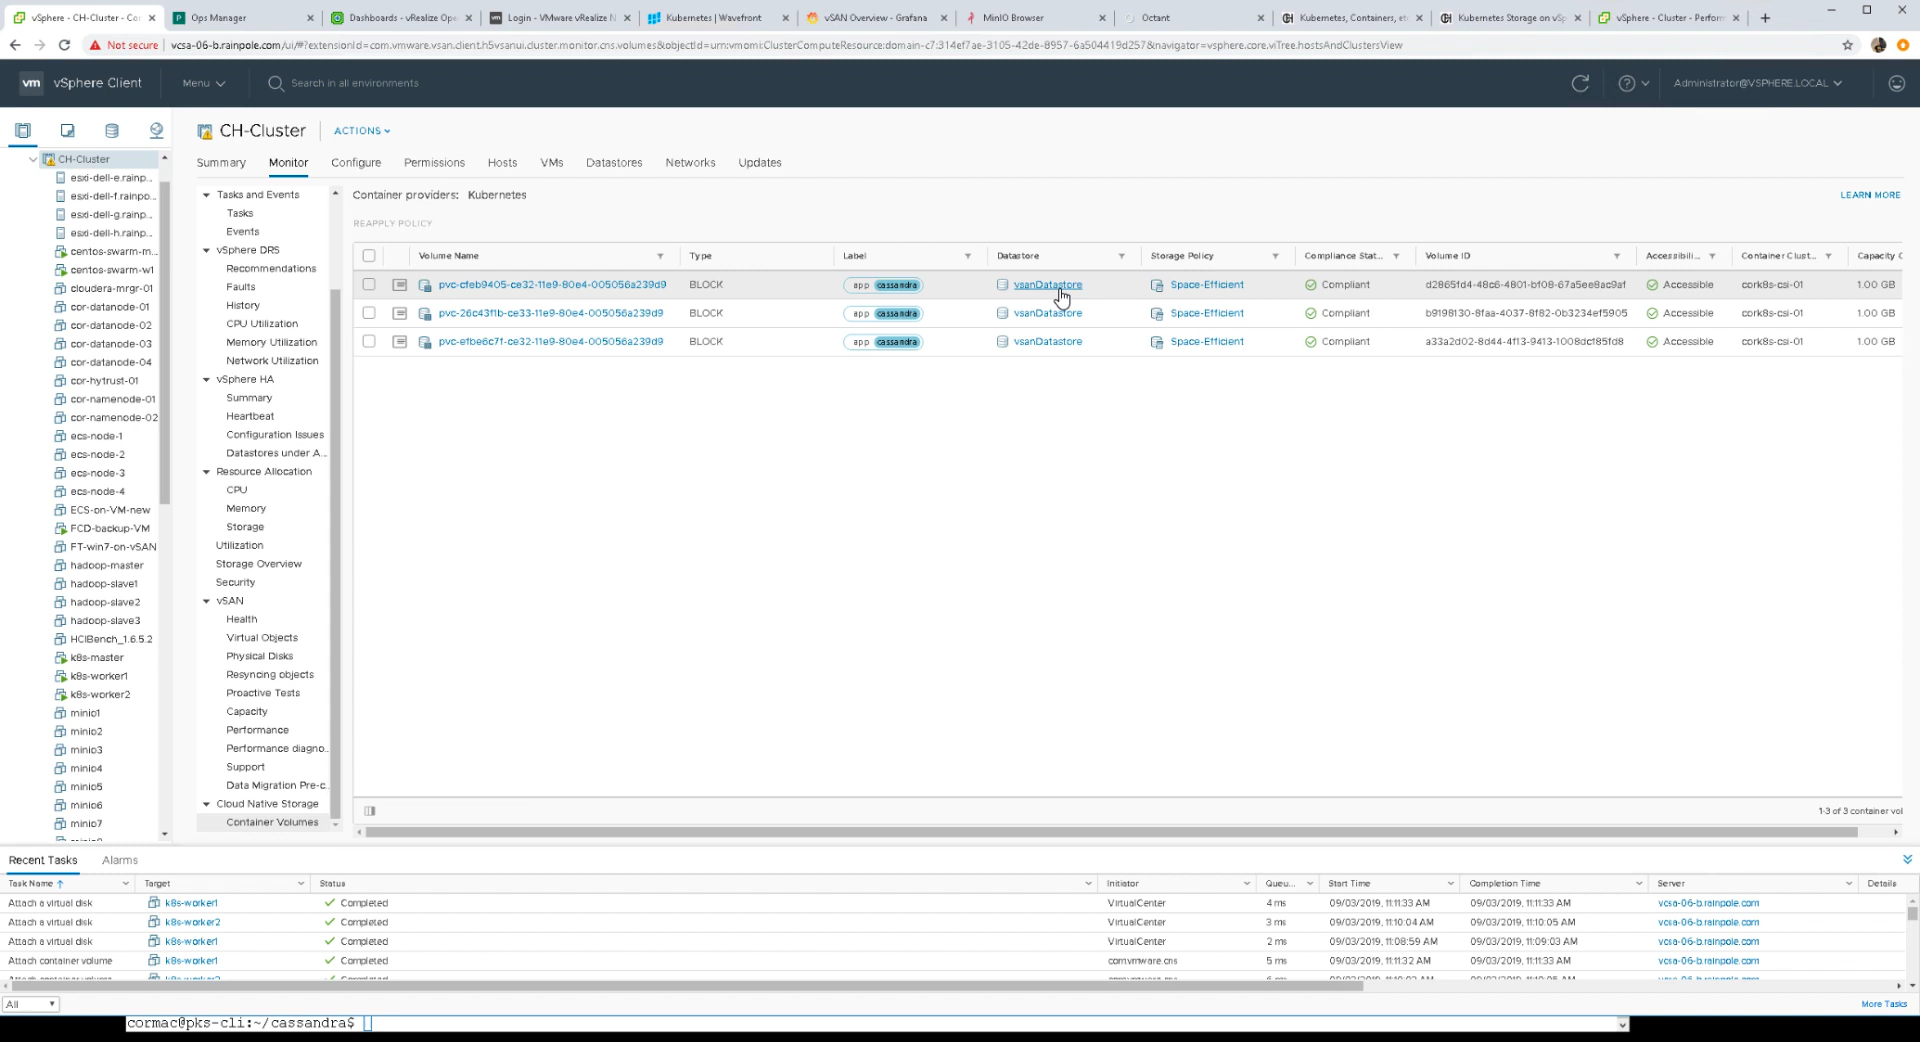 vSphere - CH-Cluster - Co
Ops Manager
Dashboards - vRealize Ope
Login - VMware vRealize N
Kubernetes | Wavefront
vSAN Overview - Grafana
MinIO Browser
Octant
Kubernetes, Containers, etc
Kubernetes Storage on vSp
vSphere - Cluster - Perform
Not secure
vcsa-06-b.rainpole.com/ui/#?extensionId=com.vmware.vsan.client.h5vsanui.cluster.monitor.cns.volumes&objectId=urn:vmomi:ClusterComputeResource:domain-c7:314ef7ae-3105-42de-8957-6a504419d257&navigator=vsphere.core.viTree.hostsAndClustersView
vm vSphere Client Menu Search in all environments Administrator@VSPHERE.LOCAL
CH-Cluster ACTIONS
Summary Monitor Configure Permissions Hosts VMs Datastores Networks Updates
CH-Cluster
esxi-dell-e.rainp...
esxi-dell-f.rainpo...
esxi-dell-g.rainp...
esxi-dell-h.rainp...
centos-swarm-m...
centos-swarm-w1
cloudera-mrgr-01
cor-datanode-01
cor-datanode-02
cor-datanode-03
cor-datanode-04
cor-hytrust-01
cor-namenode-01
cor-namenode-02
ecs-node-1
ecs-node-2
ecs-node-3
ecs-node-4
ECS-on-VM-new
FCD-backup-VM
FT-win7-on-vSAN
hadoop-master
hadoop-slave1
hadoop-slave2
hadoop-slave3
HCIBench_1.6.5.2
k8s-master
k8s-worker1
k8s-worker2
minio1
minio2
minio3
minio4
minio5
minio6
minio7
Tasks and Events
Tasks
Events
vSphere DRS
Recommendations
Faults
History
CPU Utilization
Memory Utilization
Network Utilization
vSphere HA
Summary
Heartbeat
Configuration Issues
Datastores under A...
Resource Allocation
CPU
Memory
Storage
Utilization
Storage Overview
Security
vSAN
Health
Virtual Objects
Physical Disks
Resyncing objects
Proactive Tests
Capacity
Performance
Performance diagno...
Support
Data Migration Pre-c...
Cloud Native Storage
Container Volumes
Container providers: Kubernetes LEARN MORE
REAPPLY POLICY
Volume Name Type Label Datastore Storage Policy Compliance Stat... Volume ID Accessibili... Container Clust... Capacity
pvc-cfeb9405-ce32-11e9-80e4-005056a239d9 BLOCK app cassandra vsanDatastore Space-Efficient Compliant d2865fd4-48c6-4801-bf08-67a5ee8ac9af Accessible cork8s-csi-01 1.00 GB
pvc-26c43f1b-ce33-11e9-80e4-005056a239d9 BLOCK app cassandra vsanDatastore Space-Efficient Compliant b9198130-8faa-4037-8f82-0b3234ef5905 Accessible cork8s-csi-01 1.00 GB
pvc-efbe6c7f-ce32-11e9-80e4-005056a239d9 BLOCK app cassandra vsanDatastore Space-Efficient Compliant a33a2d02-8d44-4f13-9413-1008dcf85fd8 Accessible cork8s-csi-01 1.00 GB
1-3 of 3 container vol
Recent Tasks Alarms
Task Name Target Status Initiator Queu... Start Time Completion Time Server Details
Attach a virtual disk k8s-worker1 Completed VirtualCenter 4 ms 09/03/2019, 11:11:33 AM 09/03/2019, 11:11:33 AM vcsa-06-b.rainpole.com
Attach a virtual disk k8s-worker2 Completed VirtualCenter 3 ms 09/03/2019, 11:10:04 AM 09/03/2019, 11:10:05 AM vcsa-06-b.rainpole.com
Attach a virtual disk k8s-worker1 Completed VirtualCenter 2 ms 09/03/2019, 11:08:59 AM 09/03/2019, 11:09:03 AM vcsa-06-b.rainpole.com
Attach container volume k8s-worker1 Completed com.vmware.cns 5 ms 09/03/2019, 11:11:32 AM 09/03/2019, 11:11:33 AM vcsa-06-b.rainpole.com
All More Tasks
cormac@pks-cli:~/cassandra$